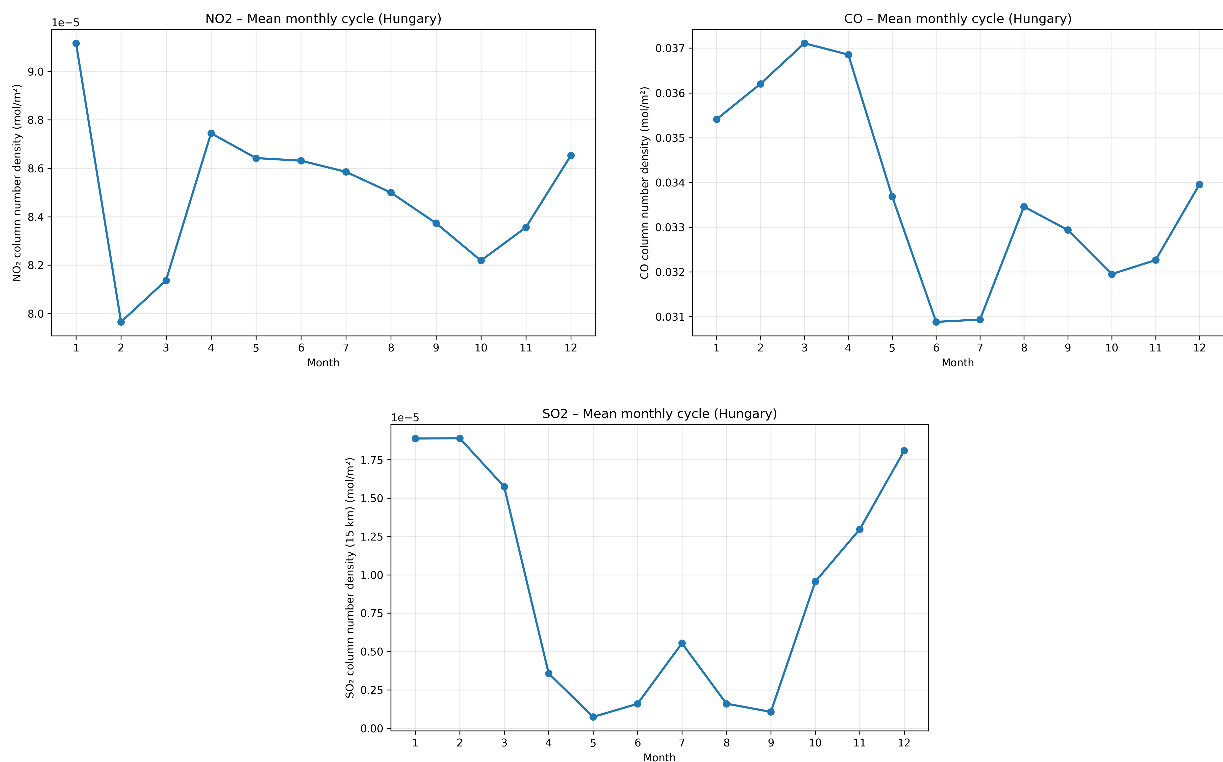 NO2 – Mean monthly cycle (Hungary)
1e−5
NO₂ column number density (mol/m²)
9.0
8.8
8.6
8.4
8.2
8.0
1 2 3 4 5 6 7 8 9 10 11 12
Month
CO – Mean monthly cycle (Hungary)
CO column number density (mol/m²)
0.037
0.036
0.035
0.034
0.033
0.032
0.031
1 2 3 4 5 6 7 8 9 10 11 12
Month
SO2 – Mean monthly cycle (Hungary)
1e−5
SO₂ column number density (15 km) (mol/m²)
1.75
1.50
1.25
1.00
0.75
0.50
0.25
0.00
1 2 3 4 5 6 7 8 9 10 11 12
Month